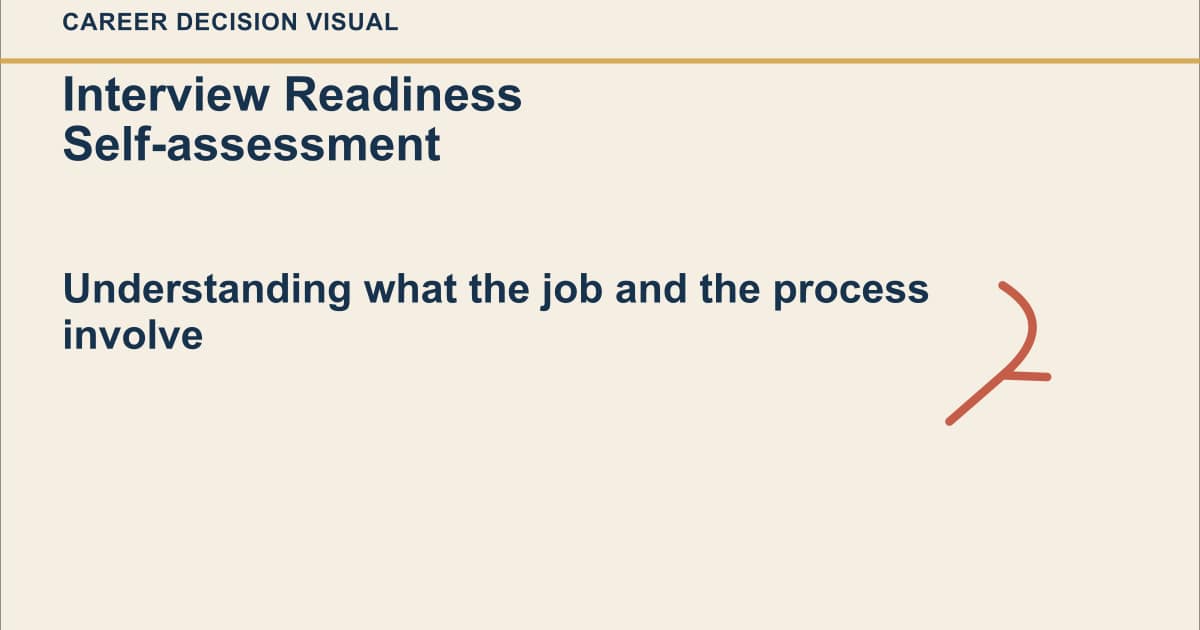 CAREER DECISION VISUAL
Interview Readiness
Self-assessment
Understanding what the job and the process
involve